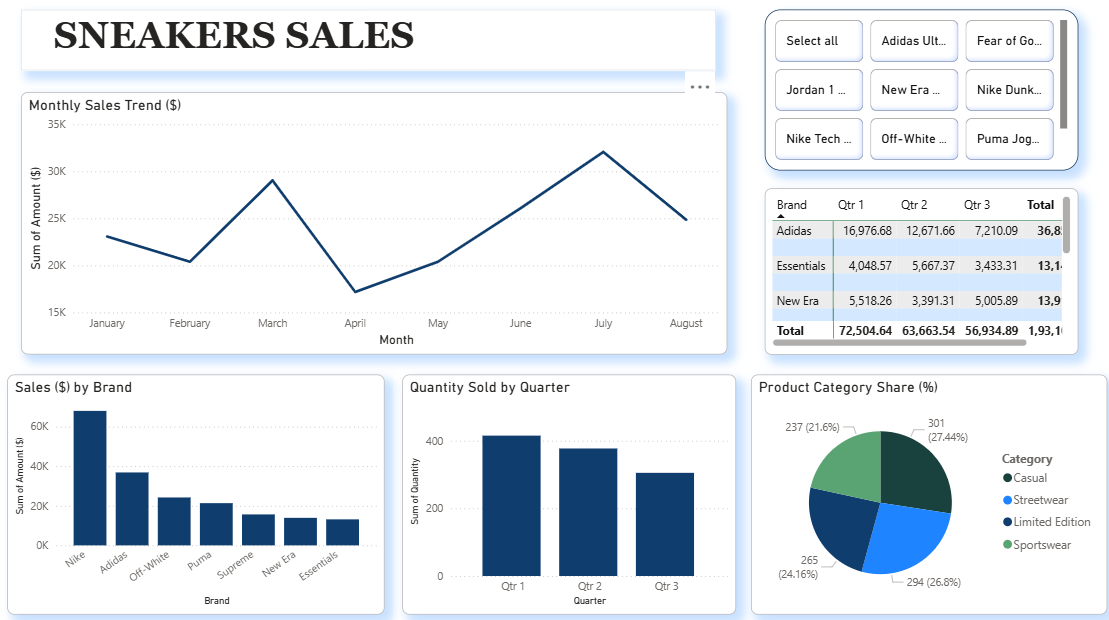 SNEAKERS SALES
Select all
Adidas Ult...
Fear of Go...
Jordan 1 ...
New Era ...
Nike Dunk...
Nike Tech ...
Off-White ...
Puma Jog...
Monthly Sales Trend ($)
Sum of Amount ($)
35K
30K
25K
20K
15K
January February March April May June July August
Month
Brand Qtr 1 Qtr 2 Qtr 3 Total
Adidas 16,976.68 12,671.66 7,210.09 36,8
Essentials 4,048.57 5,667.37 3,433.31 13,1
New Era 5,518.26 3,391.31 5,005.89 13,9
Total 72,504.64 63,663.54 56,934.89 1,93,1
Sales ($) by Brand
Sum of Amount ($)
60K
40K
20K
0K
Nike Adidas Off-White Puma Supreme New Era Essentials
Brand
Quantity Sold by Quarter
Sum of Quantity
400
200
0
Qtr 1 Qtr 2 Qtr 3
Quarter
Product Category Share (%)
237 (21.6%)
301
(27.44%)
265
(24.16%)
294 (26.8%)
Category
Casual
Streetwear
Limited Edition
Sportswear